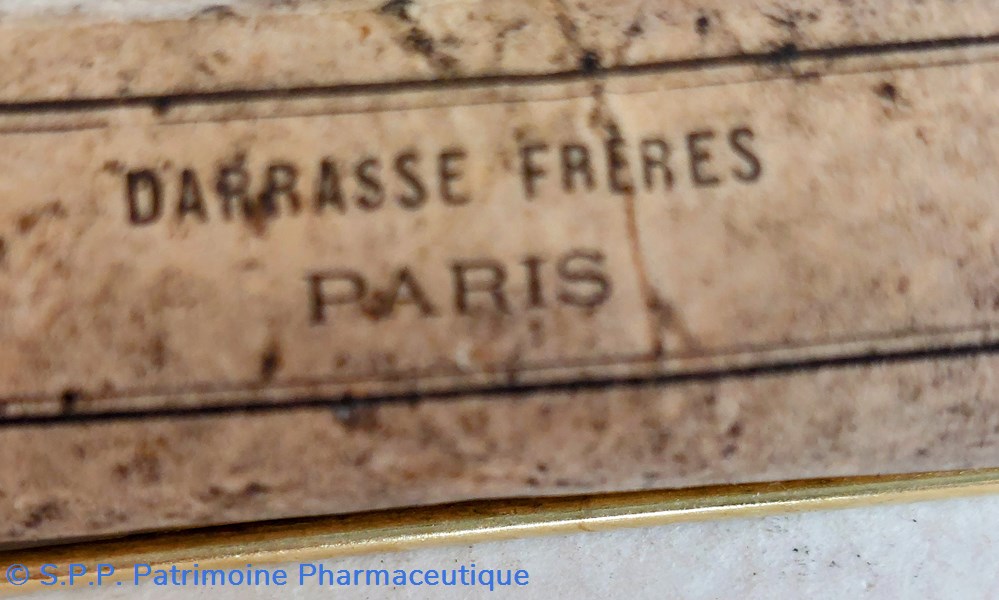 DARRASSE FRÈRES
PARIS
© S.P.P. Patrimoine Pharmaceutique